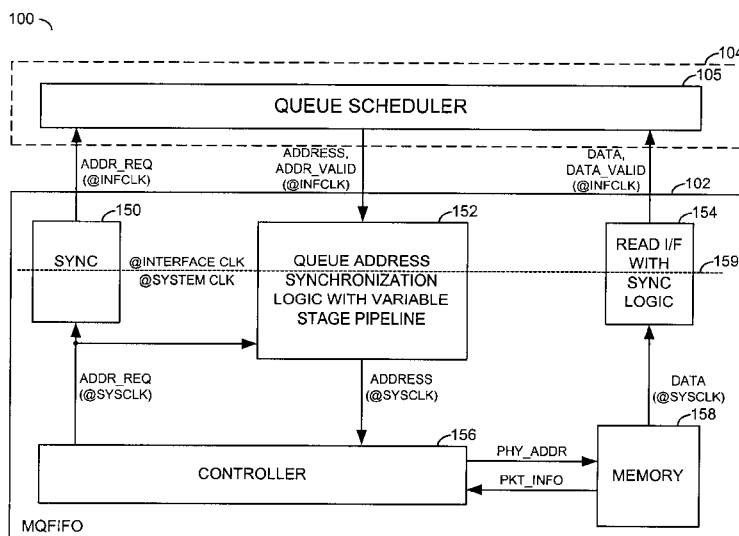 100
104
105
QUEUE SCHEDULER
ADDR_REQ
(@INFCLK)
ADDRESS,
ADDR_VALID
(@INFCLK)
DATA,
DATA_VALID
(@INFCLK)
102
150
SYNC
@INTERFACE CLK
@SYSTEM CLK
152
QUEUE ADDRESS
SYNCHRONIZATION
LOGIC WITH VARIABLE
STAGE PIPELINE
154
READ I/F
WITH
SYNC
LOGIC
159
ADDR_REQ
(@SYSCLK)
ADDRESS
(@SYSCLK)
DATA
(@SYSCLK)
156
CONTROLLER
PHY_ADDR
PKT_INFO
158
MEMORY
MQFIFO